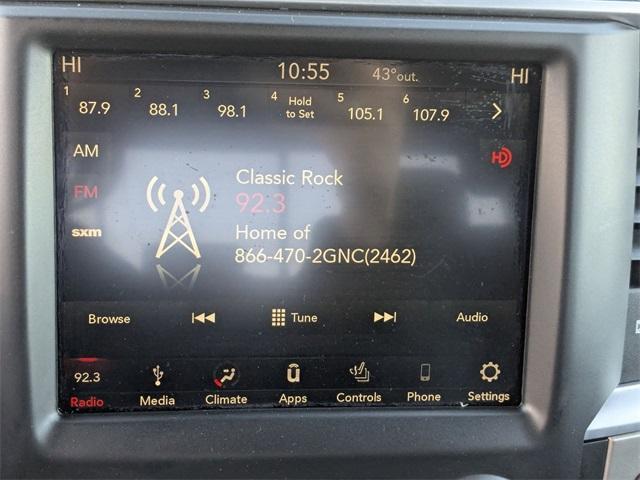 HI 10:55 43°out. HI
1 87.9 2 88.1 3 98.1 4 Hold to Set 5 105.1 6 107.9
AM
FM
sxm
HD
Classic Rock
92.3
Home of
866-470-2GNC(2462)
Browse Tune Audio
92.3
Radio Media Climate Apps Controls Phone Settings